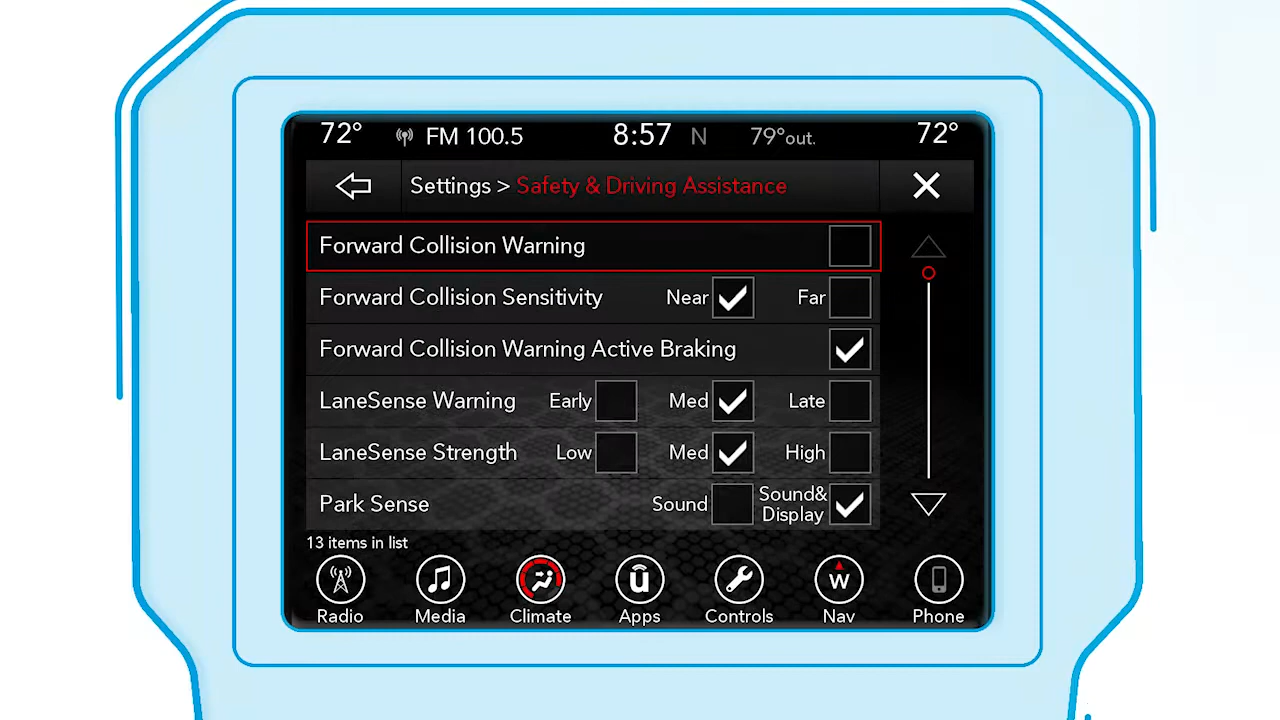 72° FM 100.5 8:57 N 79°out. 72°
Settings > Safety & Driving Assistance
Forward Collision Warning
Forward Collision Sensitivity Near Far
Forward Collision Warning Active Braking
LaneSense Warning Early Med Late
LaneSense Strength Low Med High
Park Sense Sound Sound&
Display
13 items in list
W
Radio Media Climate Apps Controls Nav Phone